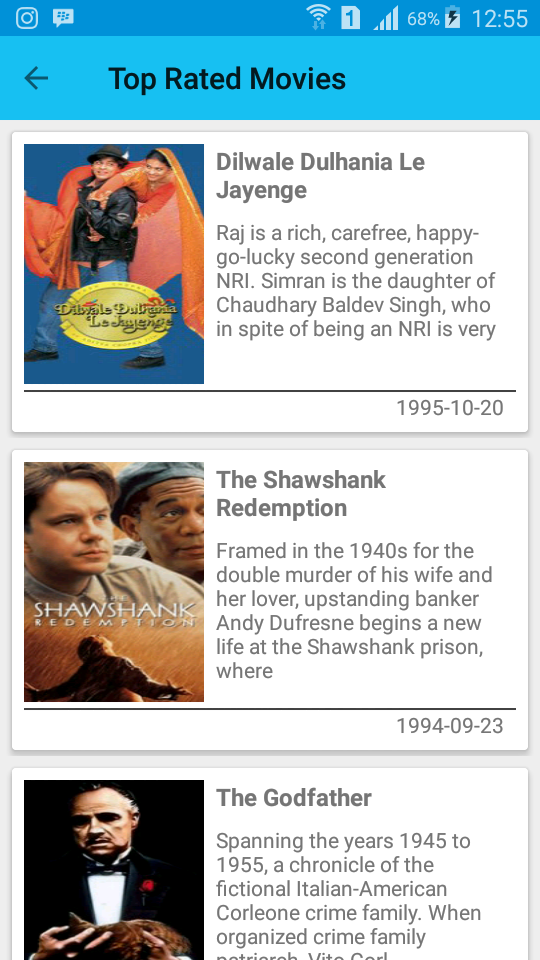 68% 12:55
Top Rated Movies
Dilwale Dulhania Le
Jayenge
Raj is a rich, carefree, happy-
go-lucky second generation
NRI. Simran is the daughter of
Chaudhary Baldev Singh, who
in spite of being an NRI is very
Dilwale Dulhania
Le Jayenge
1995-10-20
The Shawshank
Redemption
Framed in the 1940s for the
double murder of his wife and
her lover, upstanding banker
Andy Dufresne begins a new
life at the Shawshank prison,
where
THE
SHAWSHANK
REDEMPTION
1994-09-23
The Godfather
Spanning the years 1945 to
1955, a chronicle of the
fictional Italian-American
Corleone crime family. When
organized crime family
patriarch, Vito Corl